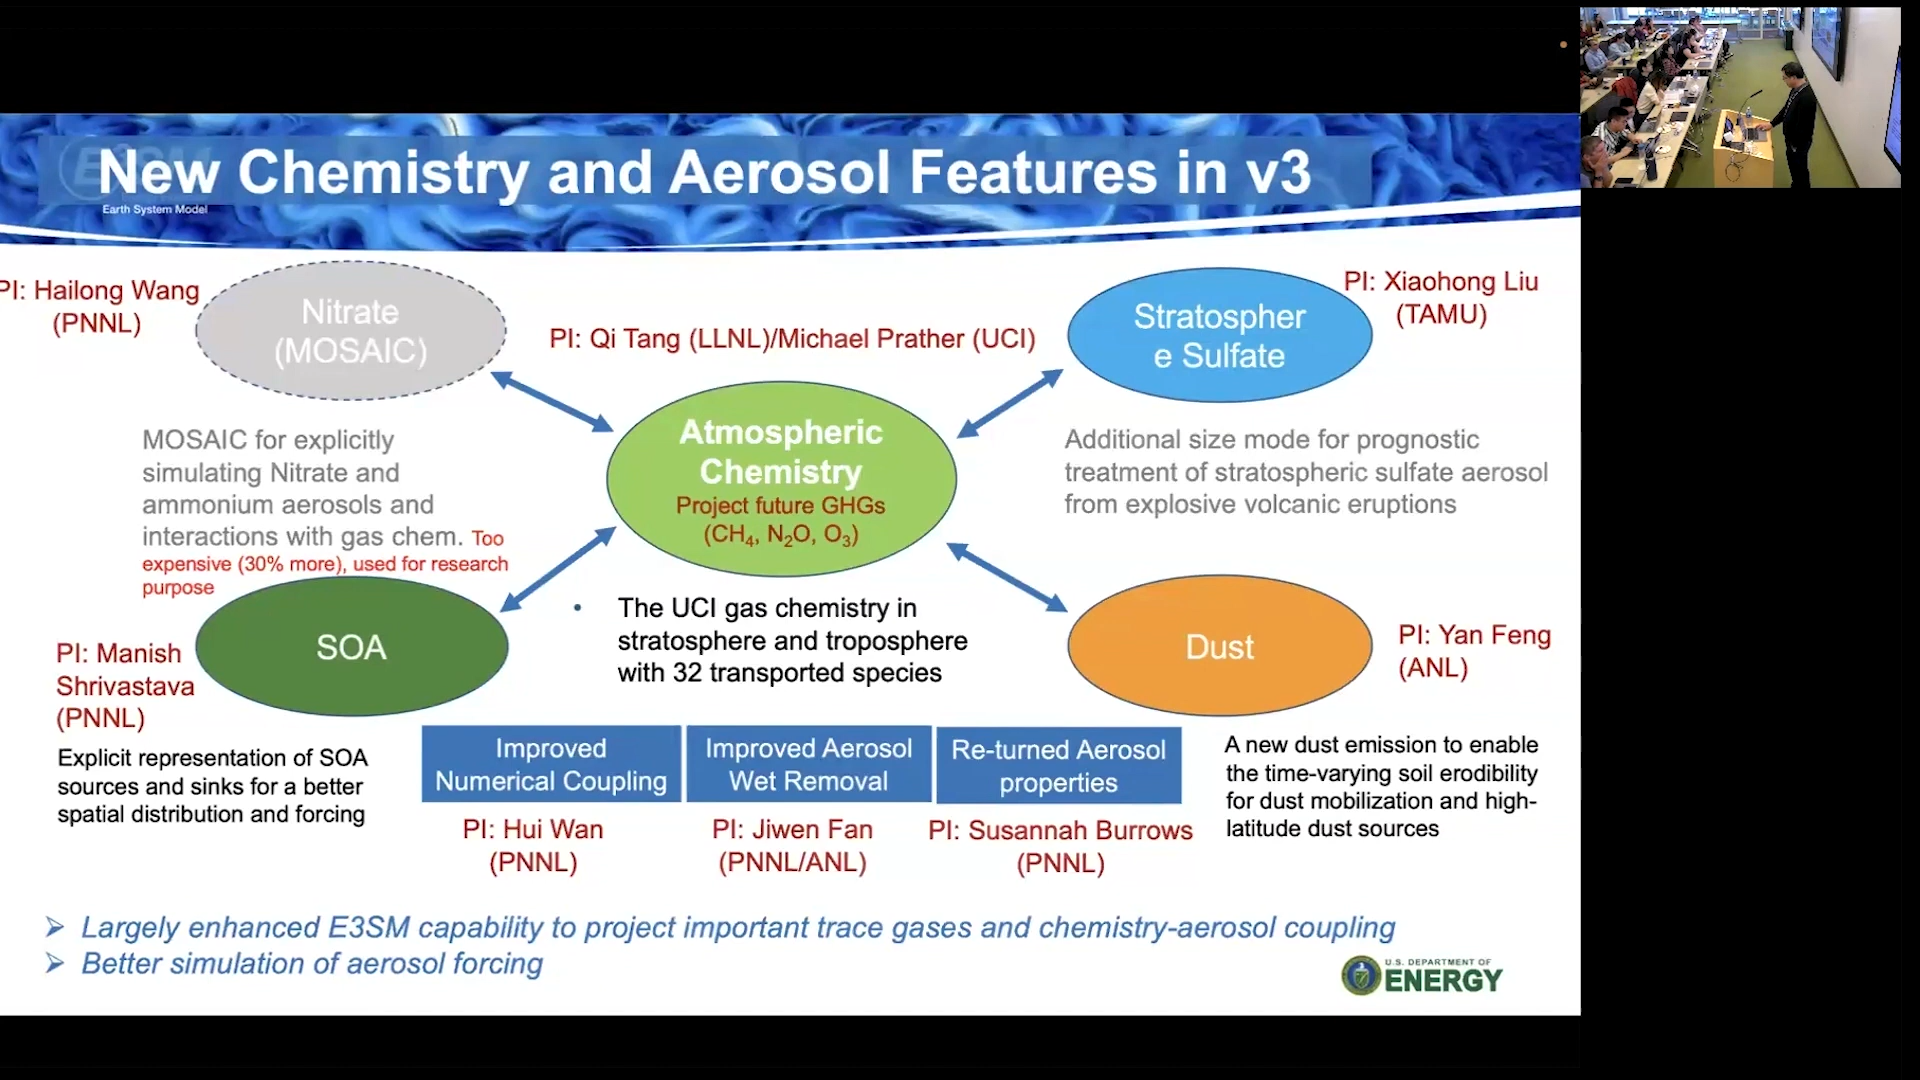 New Chemistry and Aerosol Features in v3
Earth System Model
PI: Hailong Wang
(PNNL)
Nitrate
(MOSAIC)
PI: Qi Tang (LLNL)/Michael Prather (UCI)
Stratospher
e Sulfate
PI: Xiaohong Liu
(TAMU)
MOSAIC for explicitly
simulating Nitrate and
ammonium aerosols and
interactions with gas chem. Too
expensive (30% more), used for research
purpose
Atmospheric
Chemistry
Project future GHGs
(CH₄, N₂O, O₃)
Additional size mode for prognostic
treatment of stratospheric sulfate aerosol
from explosive volcanic eruptions
PI: Manish
Shrivastava
(PNNL)
SOA
• The UCI gas chemistry in
stratosphere and troposphere
with 32 transported species
Dust
PI: Yan Feng
(ANL)
Explicit representation of SOA
sources and sinks for a better
spatial distribution and forcing
Improved
Numerical Coupling
PI: Hui Wan
(PNNL)
Improved Aerosol
Wet Removal
PI: Jiwen Fan
(PNNL/ANL)
Re-turned Aerosol
properties
PI: Susannah Burrows
(PNNL)
A new dust emission to enable
the time-varying soil erodibility
for dust mobilization and high-
latitude dust sources
➢ Largely enhanced E3SM capability to project important trace gases and chemistry-aerosol coupling
➢ Better simulation of aerosol forcing
U.S. DEPARTMENT OF
ENERGY